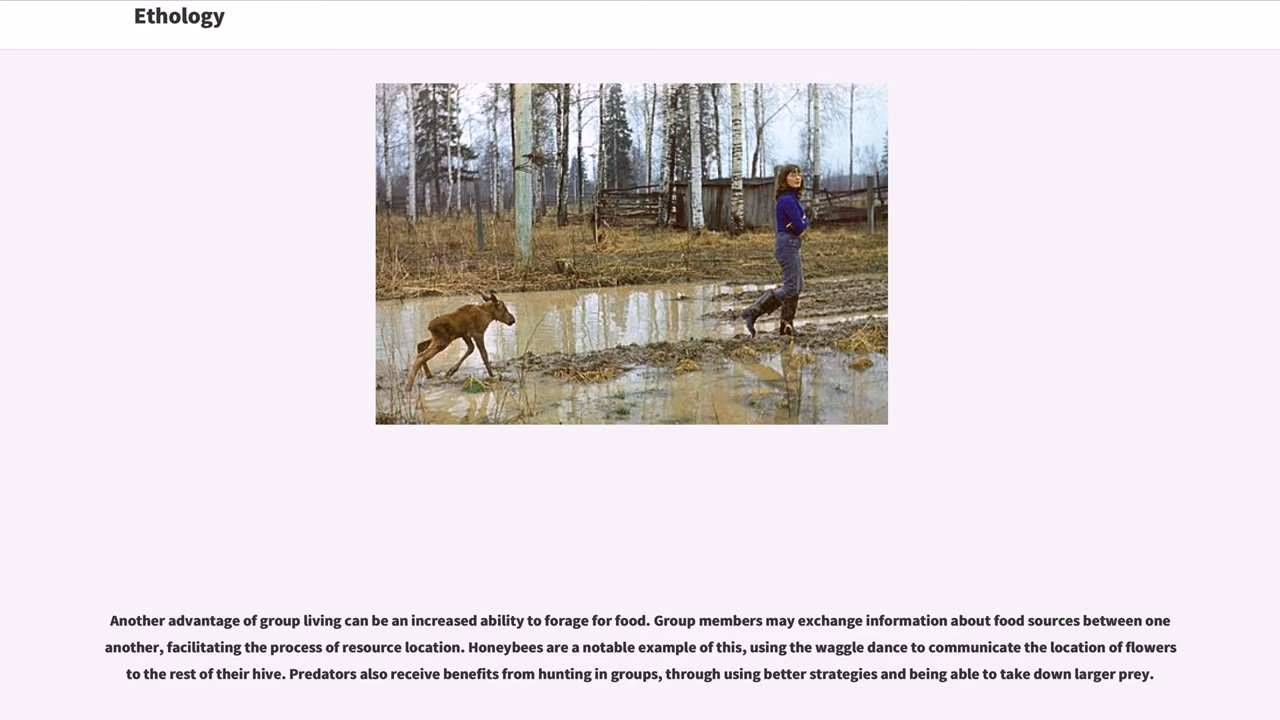 Ethology
Another advantage of group living can be an increased ability to forage for food. Group members may exchange information about food sources between one
another, facilitating the process of resource location. Honeybees are a notable example of this, using the waggle dance to communicate the location of flowers
to the rest of their hive. Predators also receive benefits from hunting in groups, through using better strategies and being able to take down larger prey.